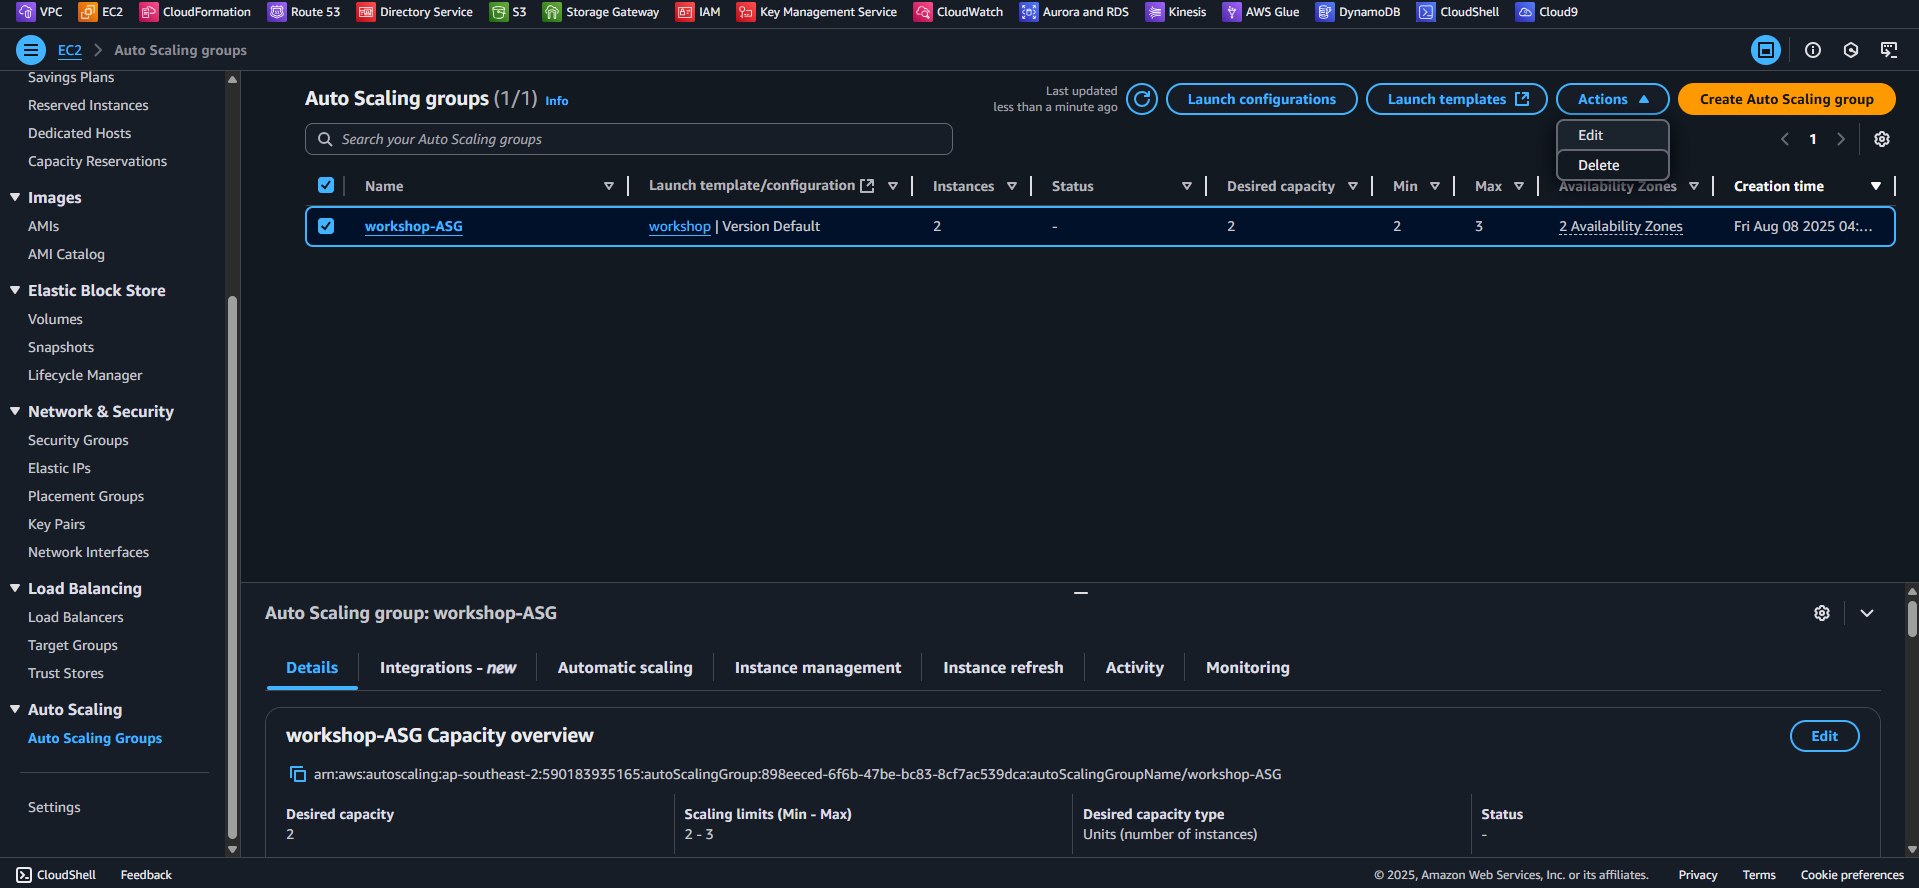 VPC EC2 CloudFormation Route 53 Directory Service S3 Storage Gateway IAM Key Management Service CloudWatch Aurora and RDS Kinesis AWS Glue DynamoDB CloudShell Cloud9
EC2 Auto Scaling groups
Savings Plans
Reserved Instances
Dedicated Hosts
Capacity Reservations
Images
AMIs
AMI Catalog
Elastic Block Store
Volumes
Snapshots
Lifecycle Manager
Network & Security
Security Groups
Elastic IPs
Placement Groups
Key Pairs
Network Interfaces
Load Balancing
Load Balancers
Target Groups
Trust Stores
Auto Scaling
Auto Scaling Groups
Settings
Auto Scaling groups (1/1) Info
Last updated
less than a minute ago
Launch configurations Launch templates Actions Create Auto Scaling group
Edit
Delete
Search your Auto Scaling groups
1
Name Launch template/configuration Instances Status Desired capacity Min Max Availability Zones Creation time
workshop-ASG workshop | Version Default 2 - 2 2 3 2 Availability Zones Fri Aug 08 2025 04:...
Auto Scaling group: workshop-ASG
Details Integrations - new Automatic scaling Instance management Instance refresh Activity Monitoring
workshop-ASG Capacity overview Edit
arn:aws:autoscaling:ap-southeast-2:590183935165:autoScalingGroup:898eeced-6f6b-47be-bc83-8cf7ac539dca:autoScalingGroupName/workshop-ASG
Desired capacity Scaling limits (Min - Max) Desired capacity type Status
2 2 - 3 Units (number of instances) -
CloudShell Feedback © 2025, Amazon Web Services, Inc. or its affiliates. Privacy Terms Cookie preferences